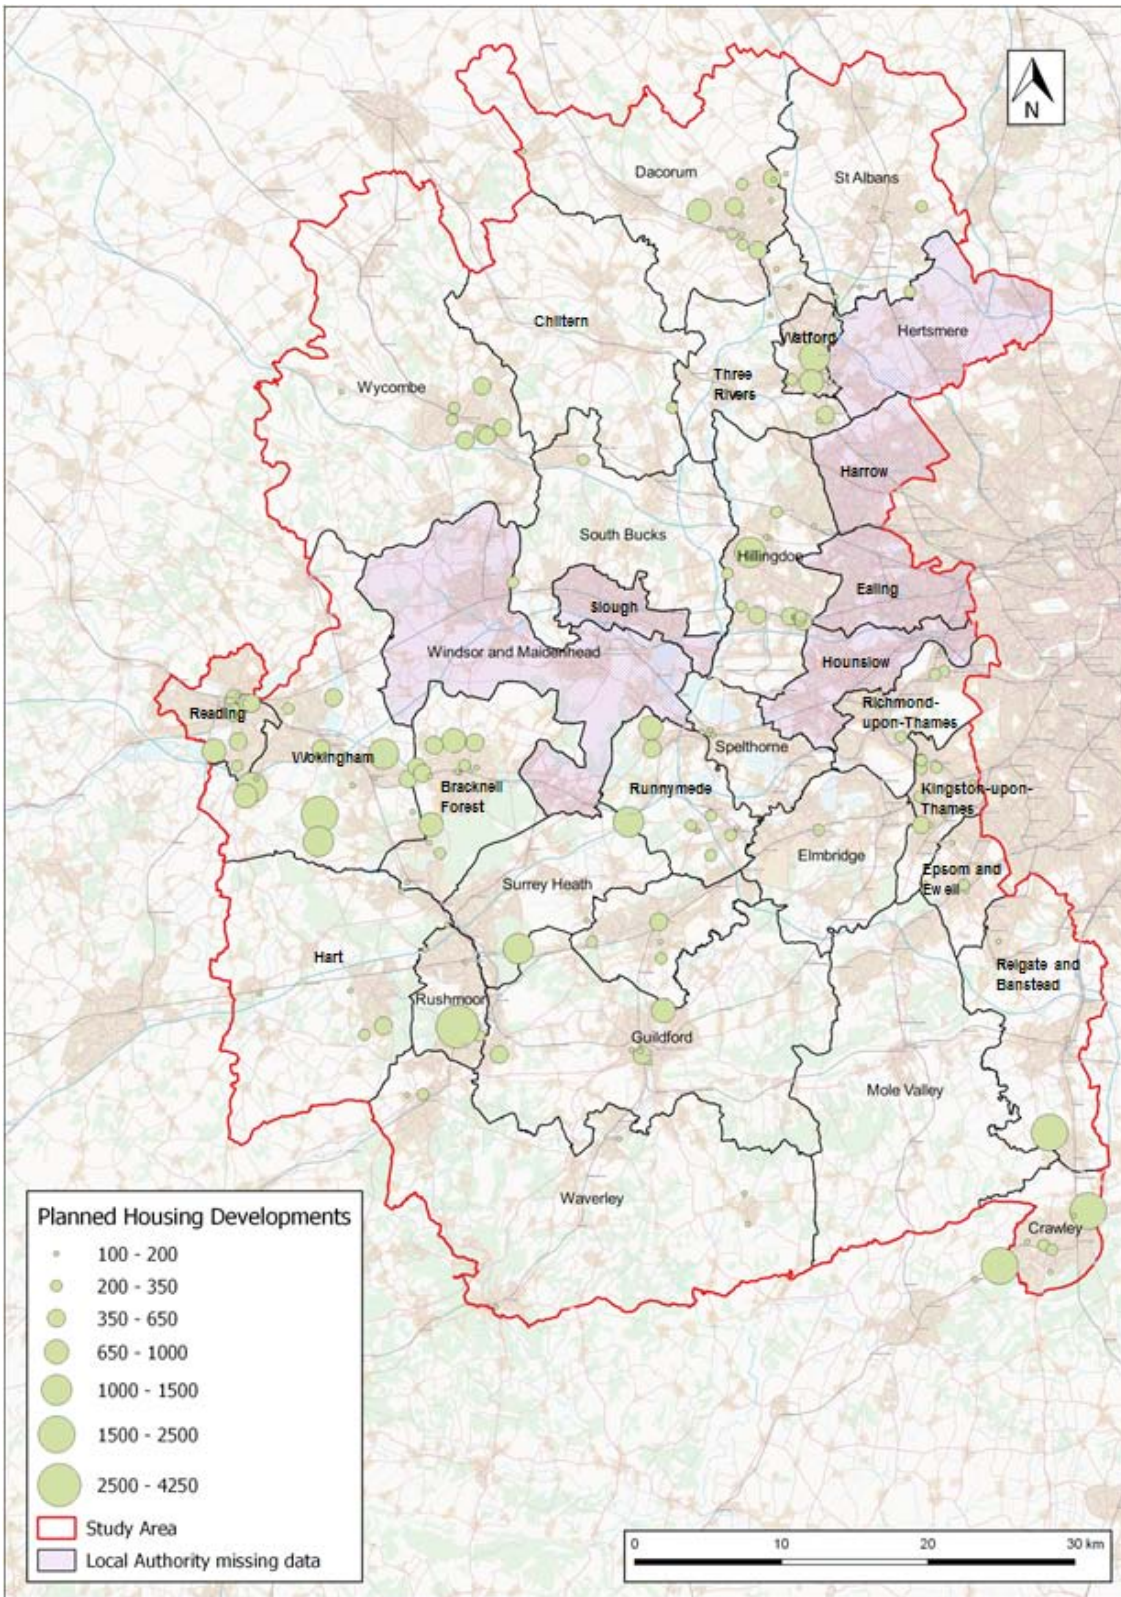 N
Dacorum
St Albans
Chiltern
Hertsmere
Watford
Three
Rivers
Wycombe
Harrow
South Bucks
Hillingdon
Ealing
Slough
Windsor and Maidenhead
Hounslow
Richmond-
upon-Thames
Reading
Spelthorne
Wokingham
Bracknell
Forest
Runnymede
Kingston-upon-
Thames
Elmbridge
Epsom and
Ewell
Surrey Heath
Hart
Reigate and
Banstead
Rushmoor
Guildford
Mole Valley
Waverley
Crawley
Planned Housing Developments
100 - 200
200 - 350
350 - 650
650 - 1000
1000 - 1500
1500 - 2500
2500 - 4250
Study Area
Local Authority missing data
0 10 20 30 km